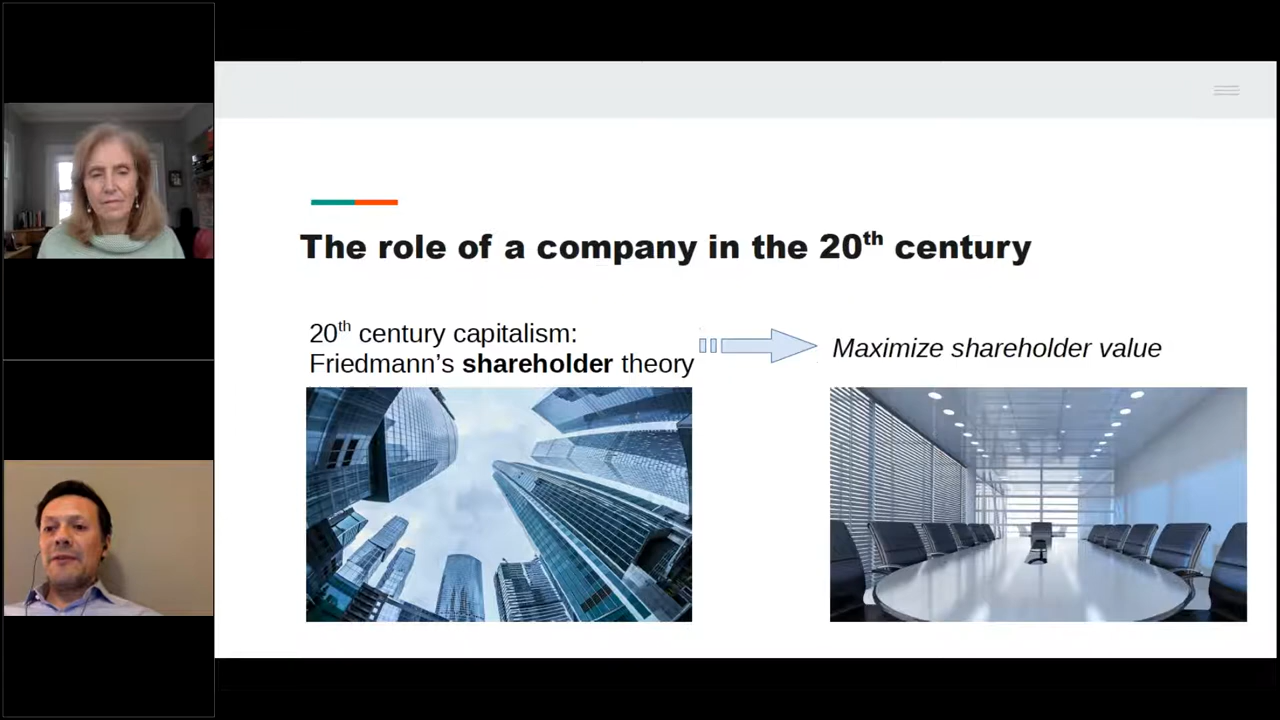 The role of a company in the 20th century
20th century capitalism:
Friedmann's shareholder theory
Maximize shareholder value